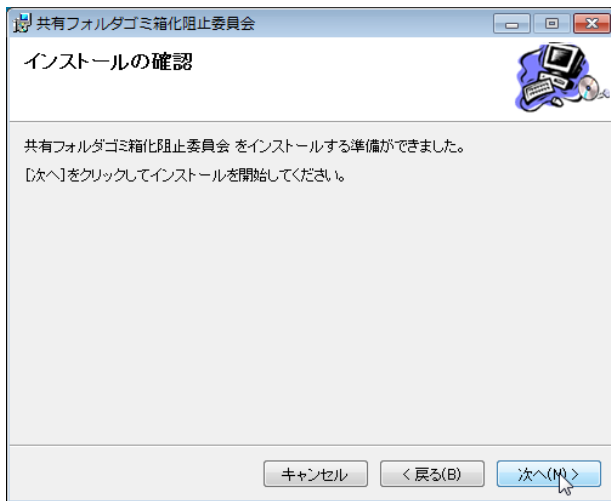 共有フォルダゴミ箱化阻止委員会
インストールの確認
共有フォルダゴミ箱化阻止委員会 をインストールする準備ができました。
[次へ]をクリックしてインストールを開始してください。
キャンセル
< 戻る(B)
次へ(N) >